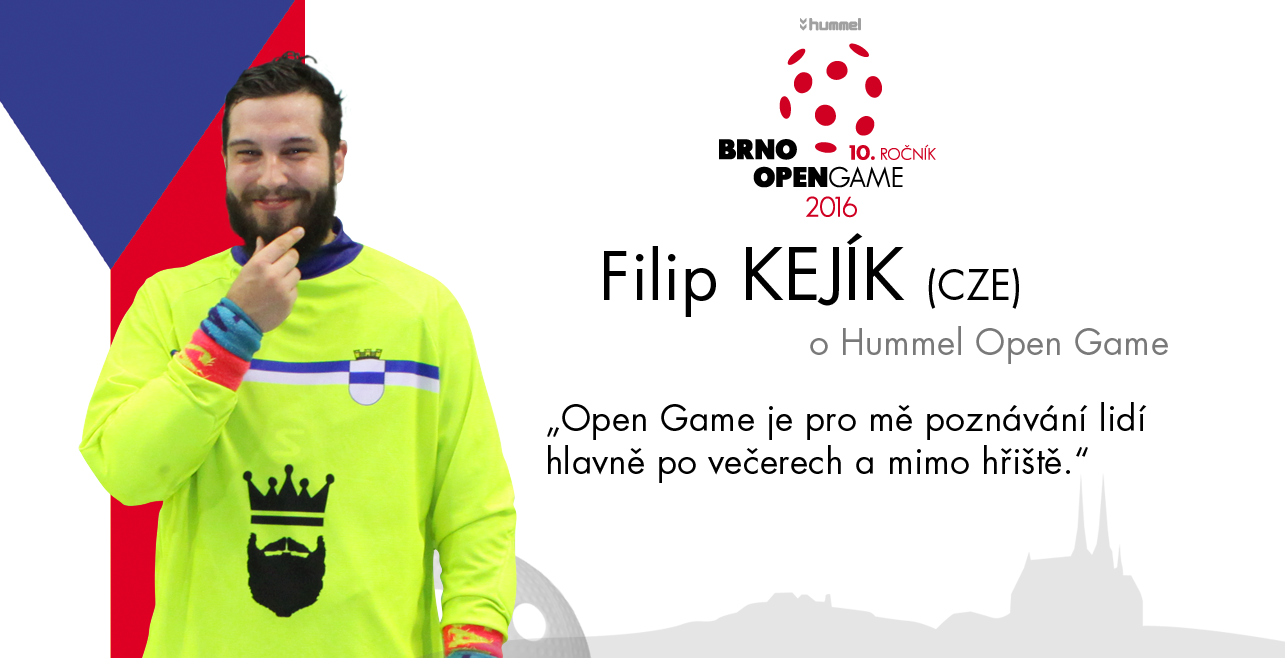 hummel
BRNO
10. ROČNÍK
OPENGAME
2016
Filip KEJÍK (CZE)
o Hummel Open Game
„Open Game je pro mě poznávání lidí
hlavně po večerech a mimo hřiště.“